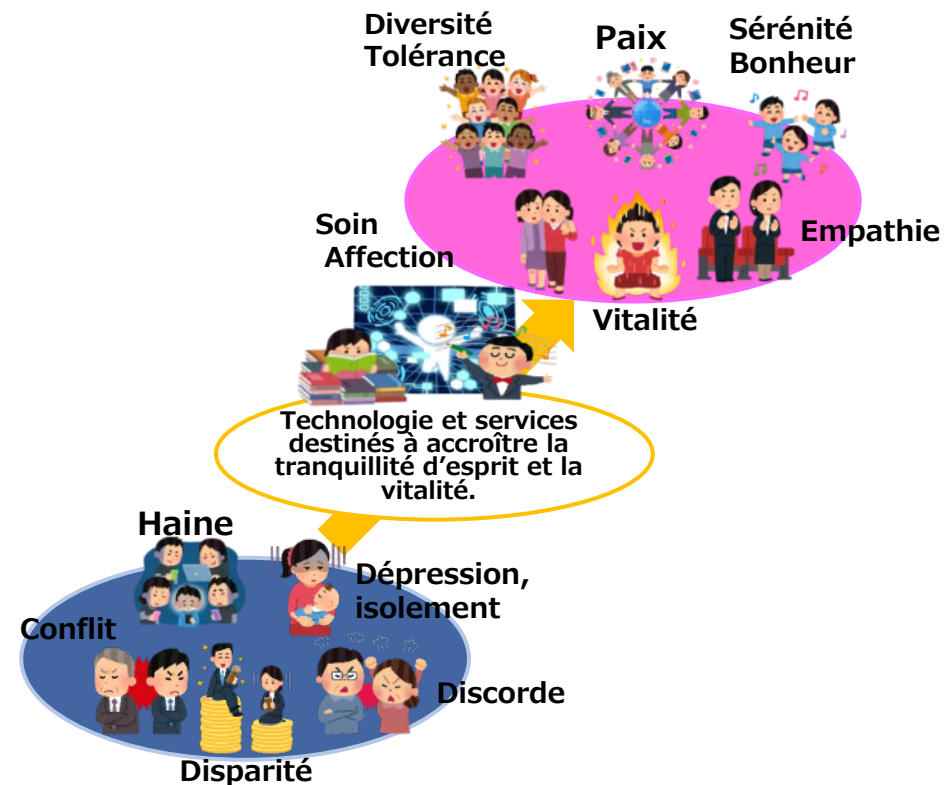 Diversité
Tolérance
Paix
Sérénité
Bonheur
Soin
Affection
Empathie
Vitalité
Technologie et services
destinés à accroître la
tranquillité d’esprit et la
vitalité.
Haine
Dépression,
isolement
Conflit
Discorde
Disparité